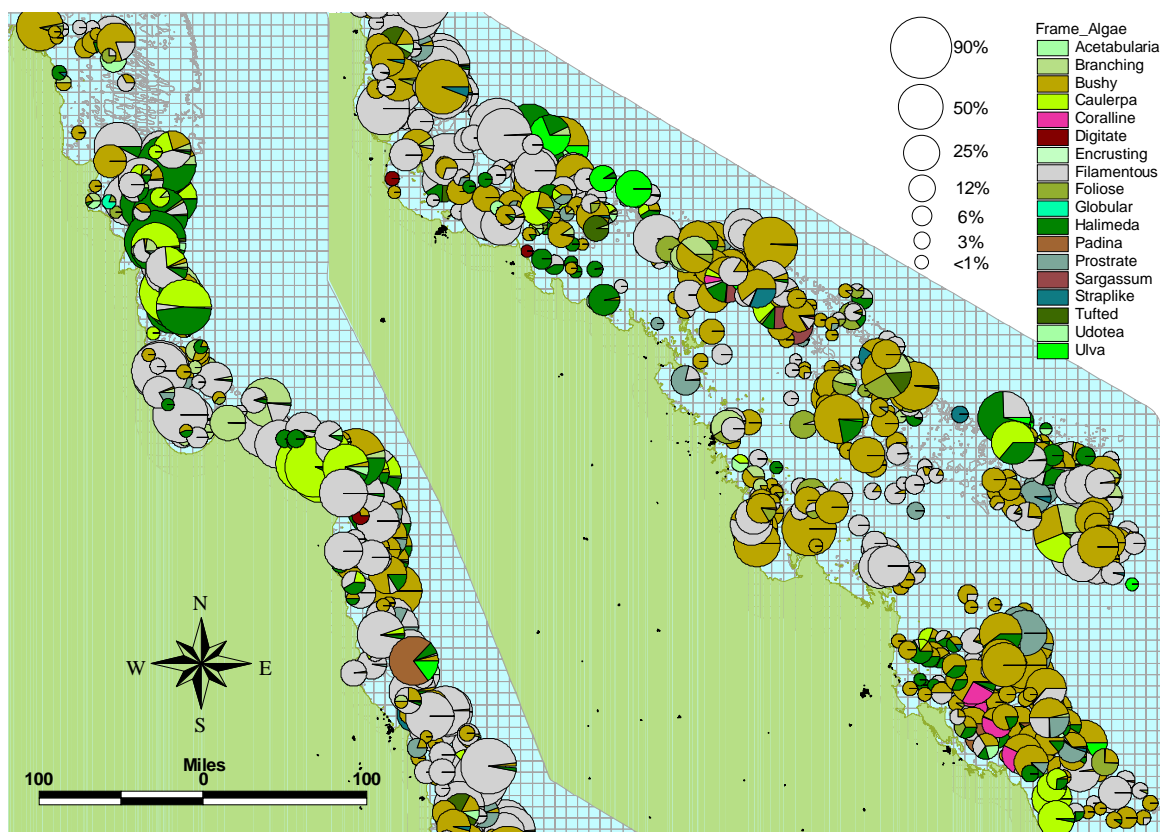 90%
50%
25%
12%
6%
3%
<1%
Frame_Algae
Acetabularia
Branching
Bushy
Caulerpa
Coralline
Digitate
Encrusting
Filamentous
Foliose
Globular
Halimeda
Padina
Prostrate
Sargassum
Straplike
Tufted
Udotea
Ulva
N
W E
S
Miles
100 0 100